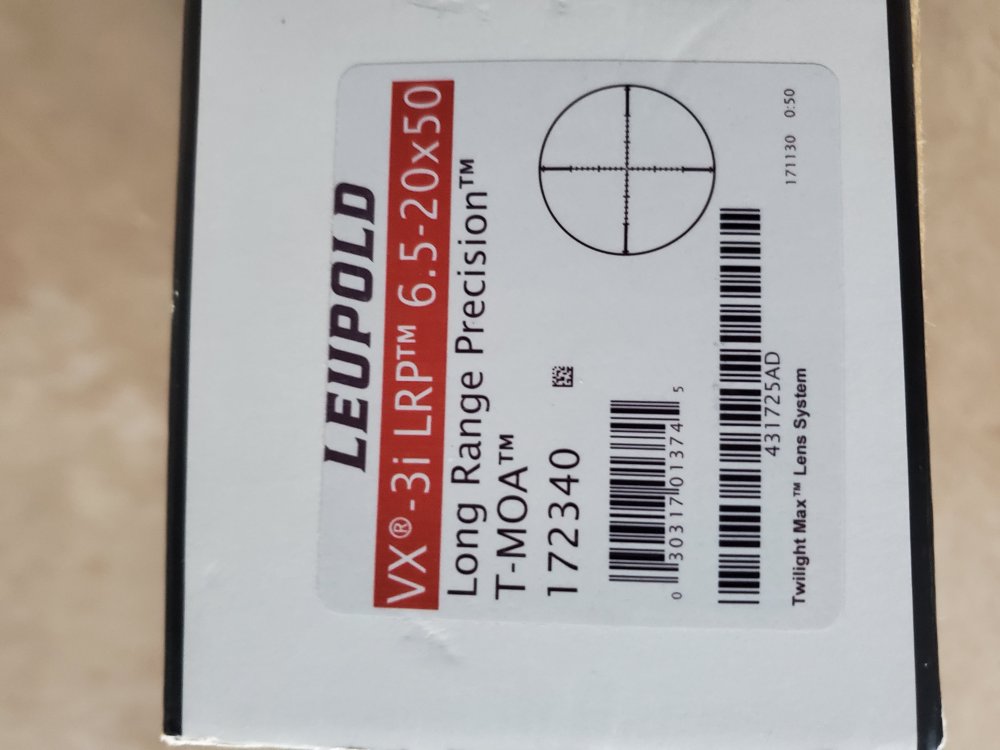 LEUPOLD
VX®-3i LRP™ 6.5-20x50
Long Range Precision™
T-MOA™
172340
0 30317 01374 5
431725AD
Twilight Max™ Lens System
171130 0:50